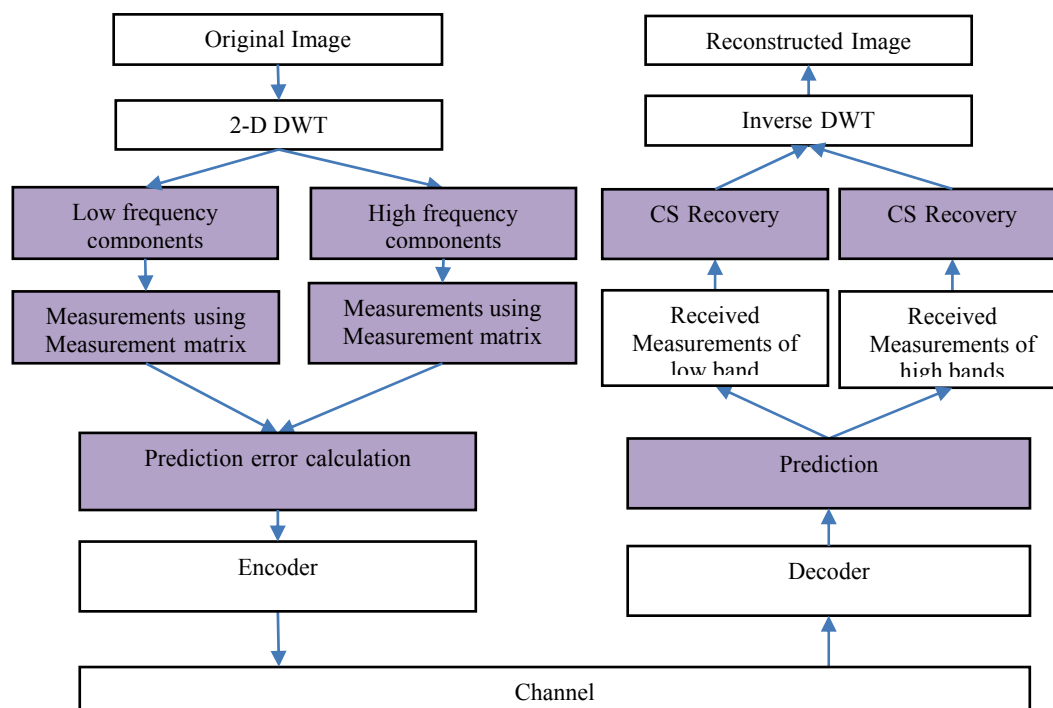 Original Image
2-D DWT
Low frequency
components
High frequency
components
Measurements using
Measurement matrix
Measurements using
Measurement matrix
Prediction error calculation
Encoder
Channel
Reconstructed Image
Inverse DWT
CS Recovery
CS Recovery
Received
Measurements of
low band
Received
Measurements of
high bands
Prediction
Decoder